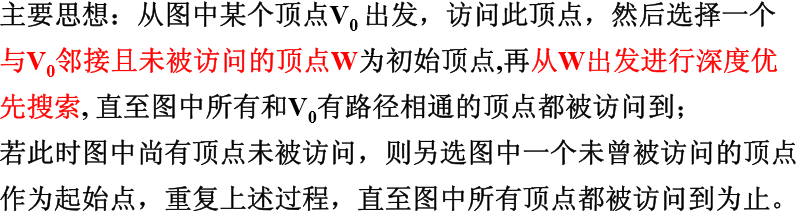 主要思想：从图中某个顶点V0 出发，访问此顶点，然后选择一个
与V0邻接且未被访问的顶点W为初始顶点,再从W出发进行深度优
先搜索, 直至图中所有和V0有路径相通的顶点都被访问到；
若此时图中尚有顶点未被访问，则另选图中一个未曾被访问的顶点
作为起始点，重复上述过程，直至图中所有顶点都被访问到为止。